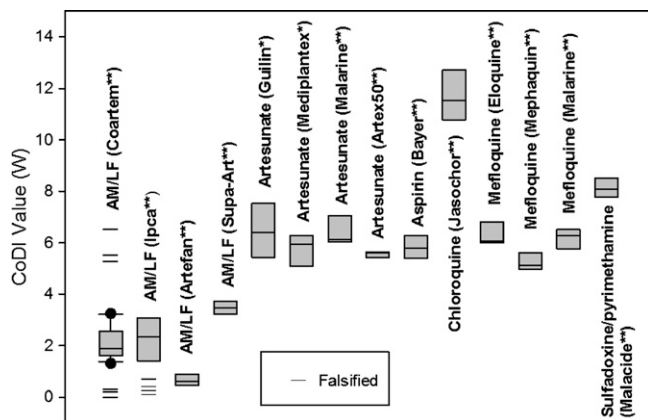 CoDI Value (W)
14
12
10
8
6
4
2
0
AM/LF (Coartem**)
AM/LF (Ipca**)
AM/LF (Artefan**)
AM/LF (Supa-Art**)
Artesunate (Guilin*)
Artesunate (Mediplantex*)
Artesunate (Malarine**)
Artesunate (Artex50**)
Aspirin (Bayer**)
Chloroquine (Jasochor**)
Mefloquine (Eloquine**)
Mefloquine (Mephaquin**)
Mefloquine (Malarine**)
Sulfadoxine/pyrimethamine
(Malacide**)
Falsified